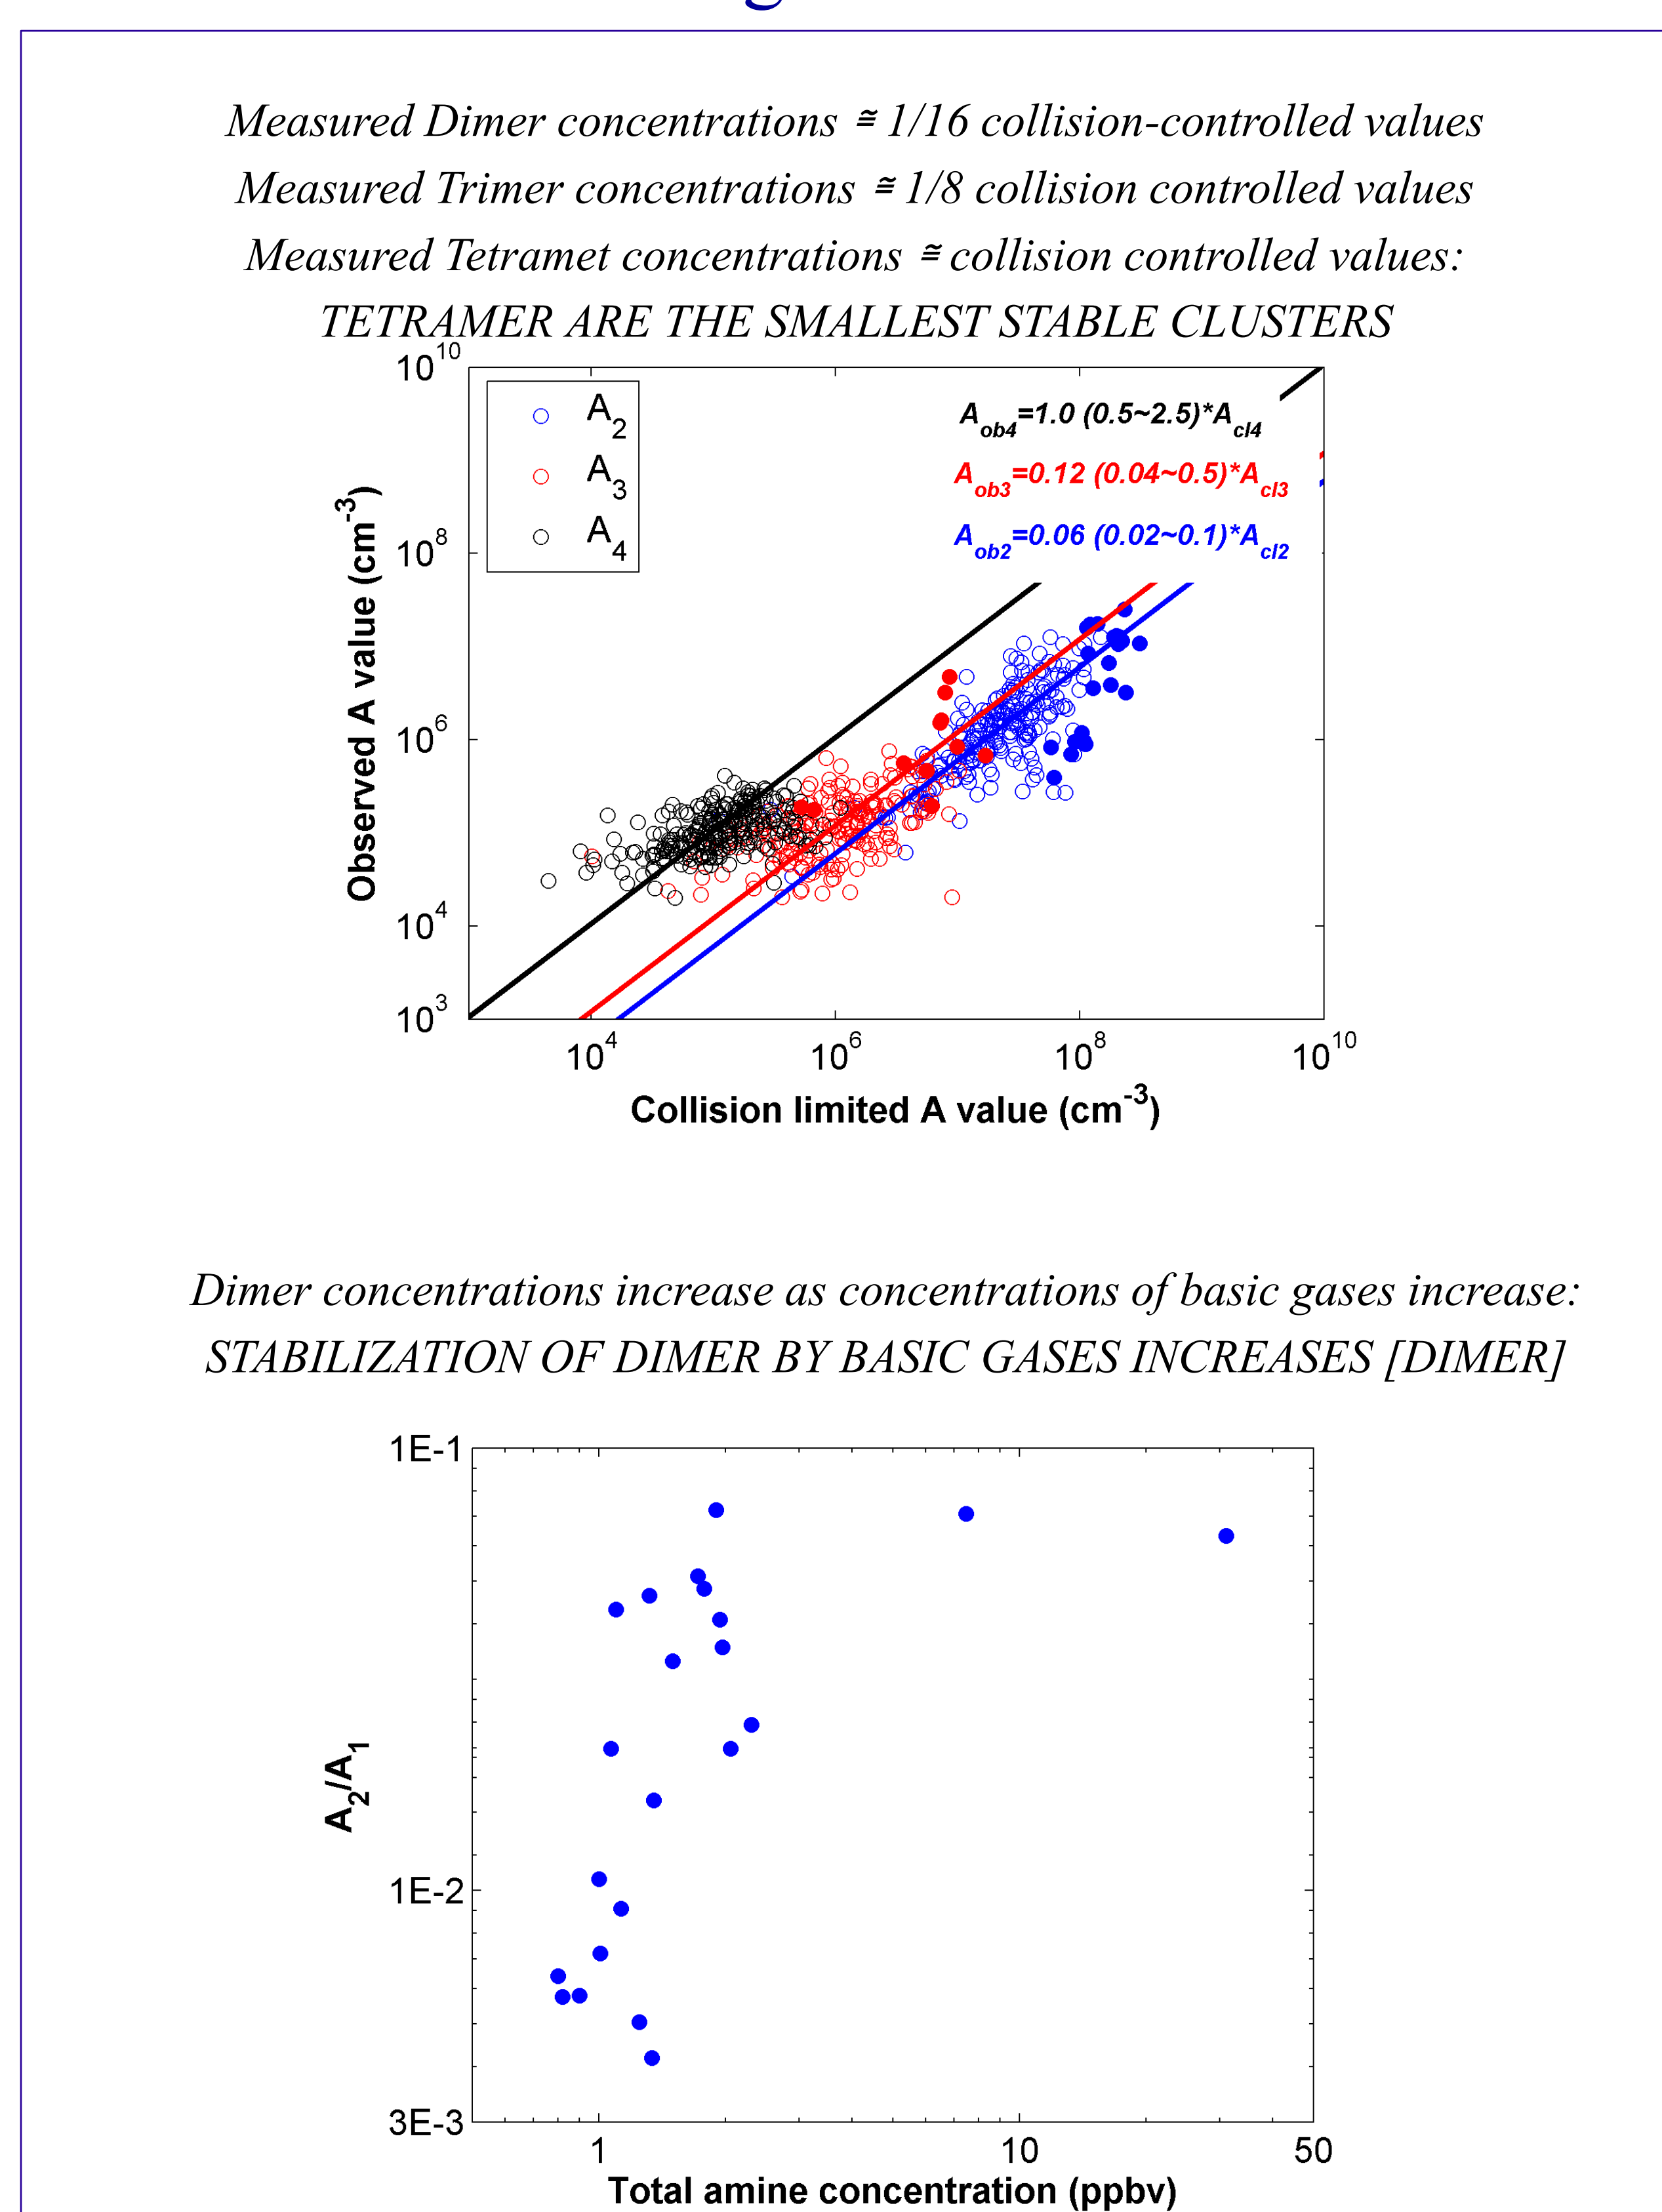 Measured Dimer concentrations ≅ 1/16 collision-controlled values
Measured Trimer concentrations ≅ 1/8 collision controlled values
Measured Tetramet concentrations ≅ collision controlled values:
TETRAMER ARE THE SMALLEST STABLE CLUSTERS
A2
A3
A4
Aob4=1.0 (0.5~2.5)*Acl4
Aob3=0.12 (0.04~0.5)*Acl3
Aob2=0.06 (0.02~0.1)*Acl2
10^10
10^8
10^6
10^4
10^3
Observed A value (cm^-3)
10^4 10^6 10^8 10^10
Collision limited A value (cm^-3)
Dimer concentrations increase as concentrations of basic gases increase:
STABILIZATION OF DIMER BY BASIC GASES INCREASES [DIMER]
1E-1
1E-2
3E-3
A2/A1
1 10 50
Total amine concentration (ppbv)